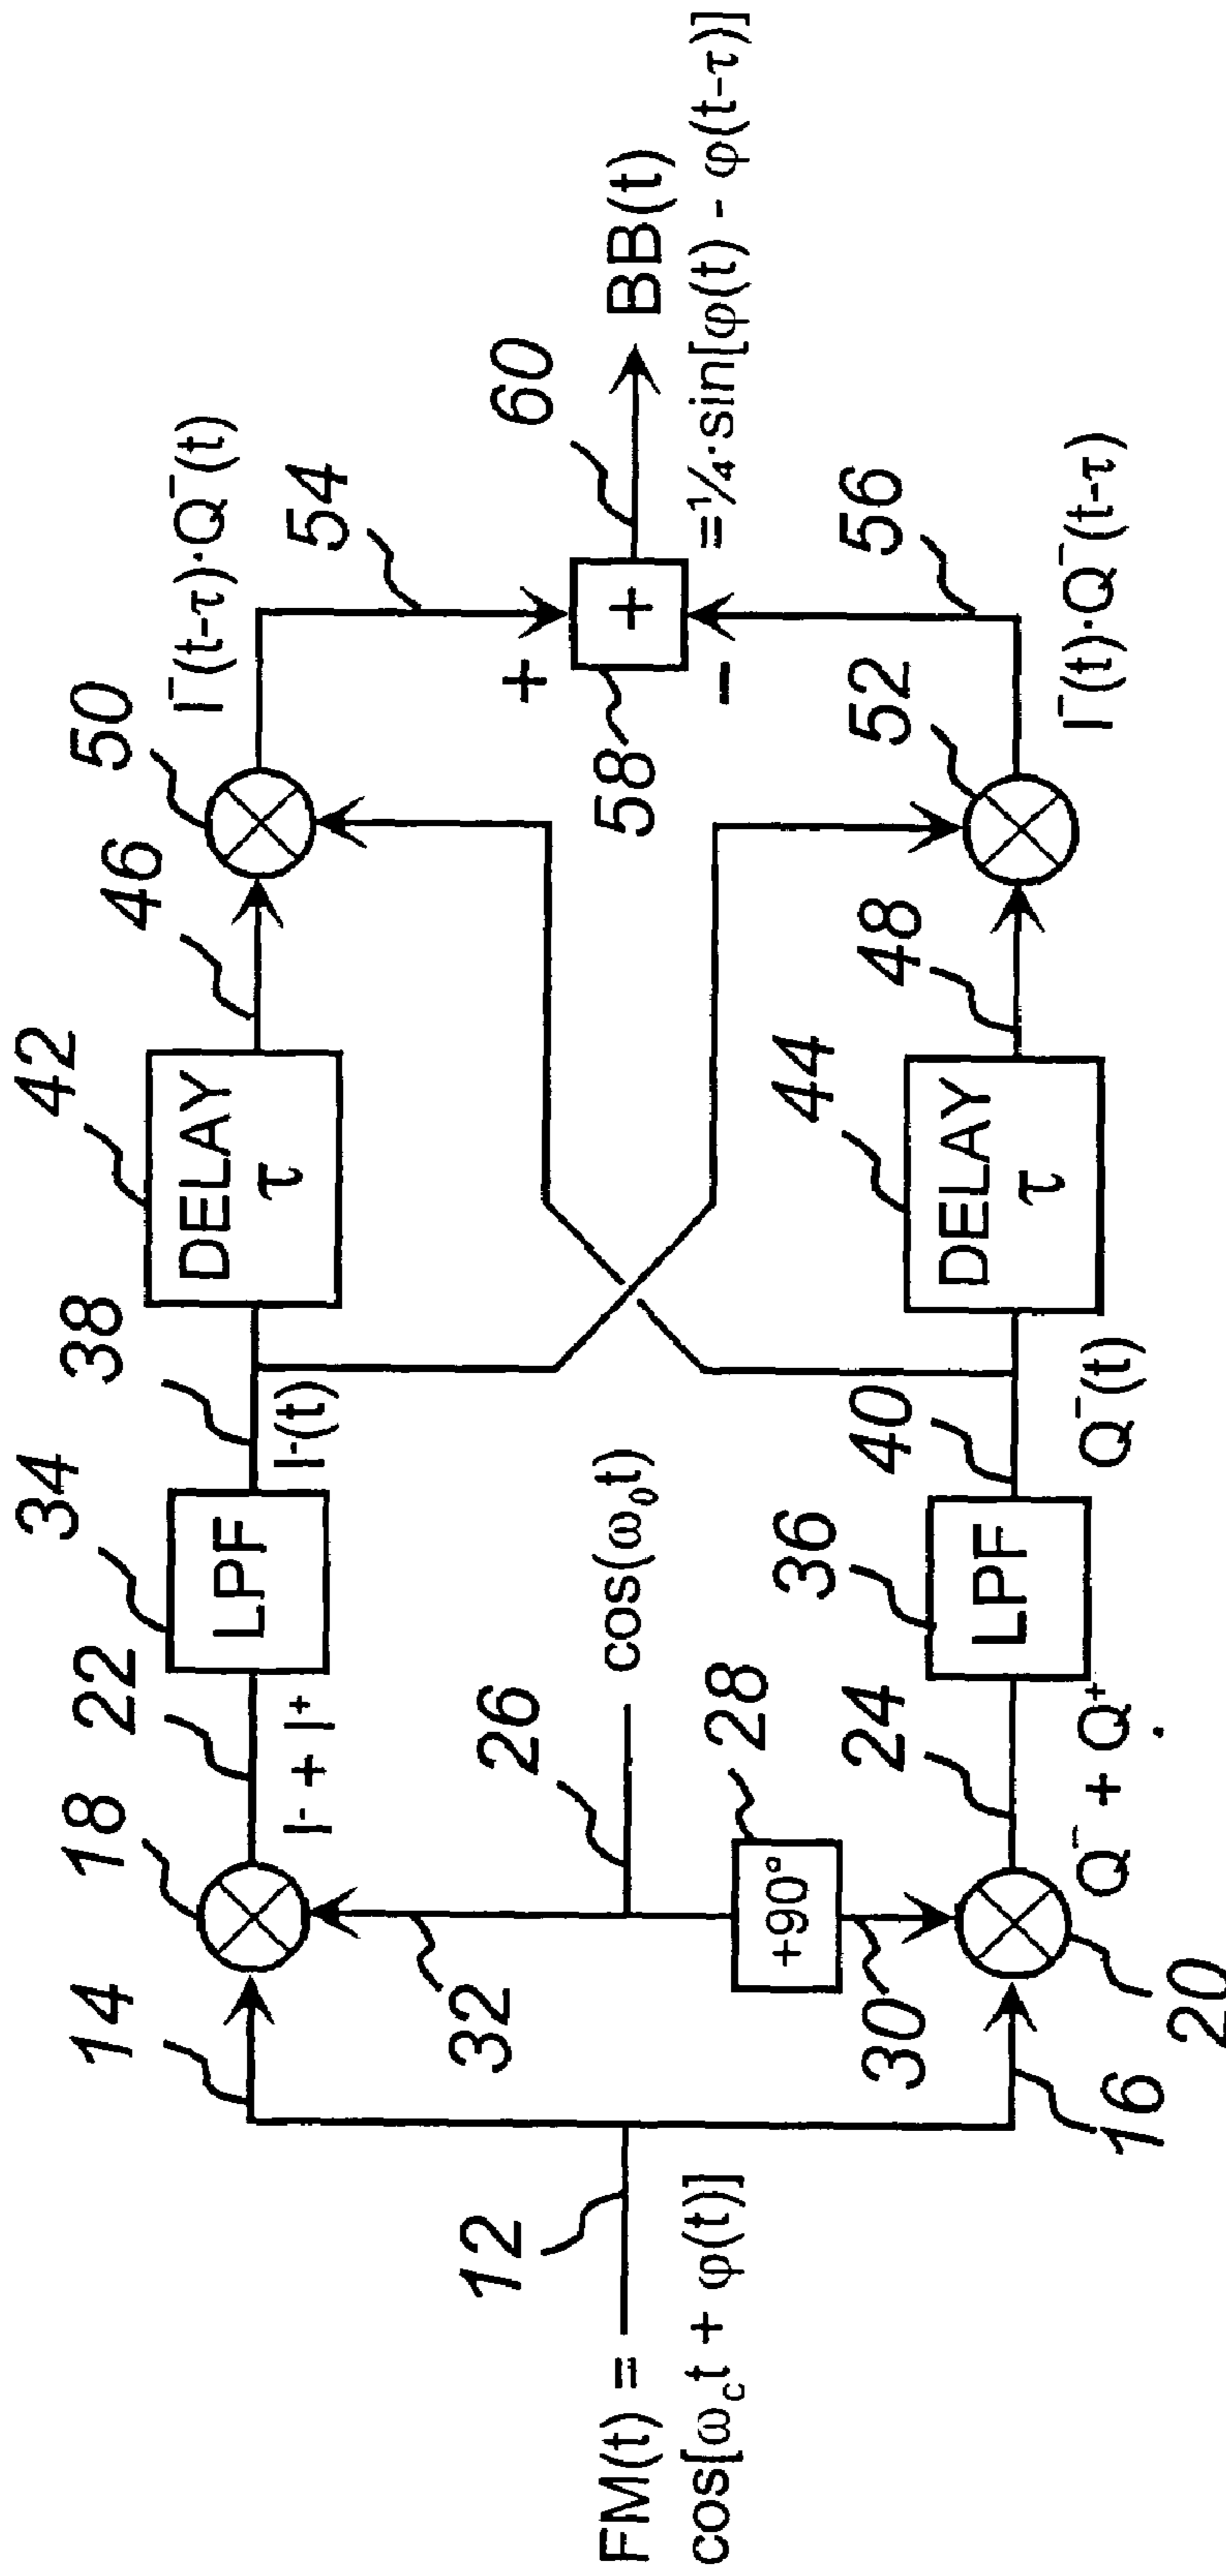 FM(t) =
cos[ω_c t + φ(t)]
12
14
16
18
20
I⁻ + I⁺
22
Q⁻ + Q⁺
24
32
30
+90°
28
26
cos(ω₀t)
LPF
34
LPF
36
38
I⁻(t)
40
Q⁻(t)
DELAY
τ
42
DELAY
τ
44
46
48
50
52
I⁻(t-τ)·Q⁻(t)
54
I⁻(t)·Q⁻(t-τ)
56
+
+
-
58
60
BB(t)
=¼·sin[φ(t) - φ(t-τ)]